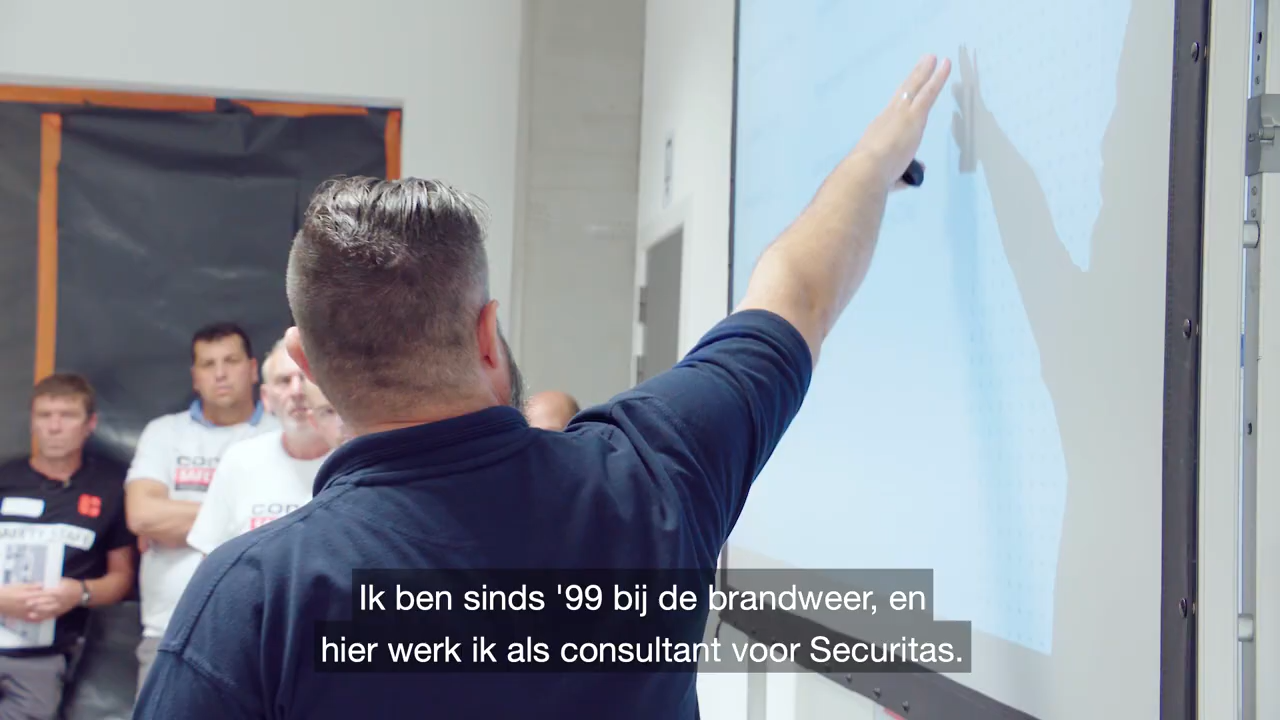 Ik ben sinds '99 bij de brandweer, en
hier werk ik als consultant voor Securitas.